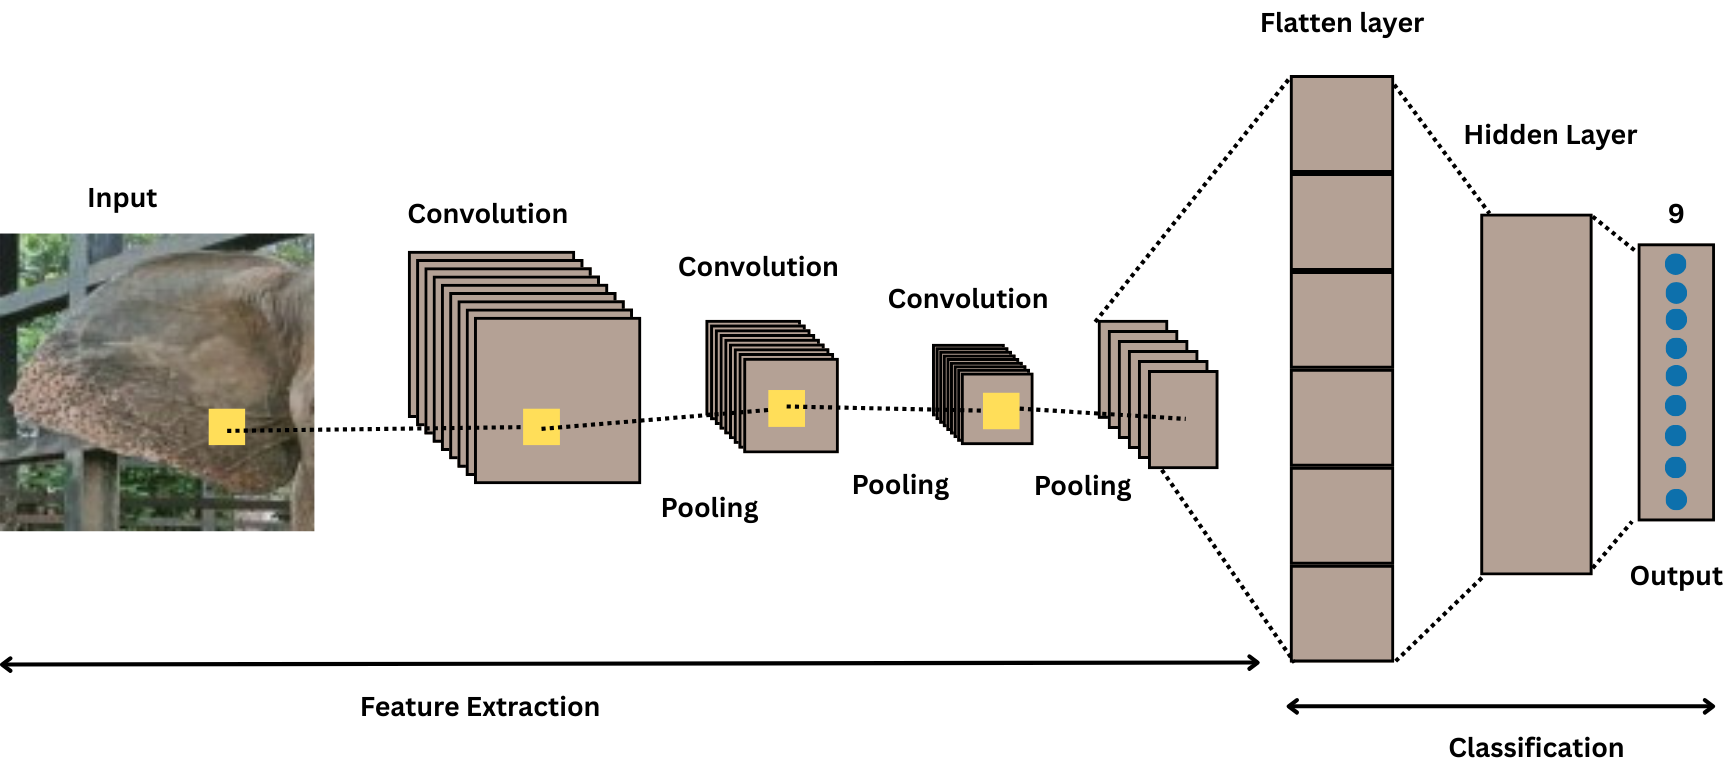 Flatten layer
Hidden Layer
Input
Convolution
9
Convolution
Convolution
Pooling
Pooling
Pooling
Output
Feature Extraction
Classification